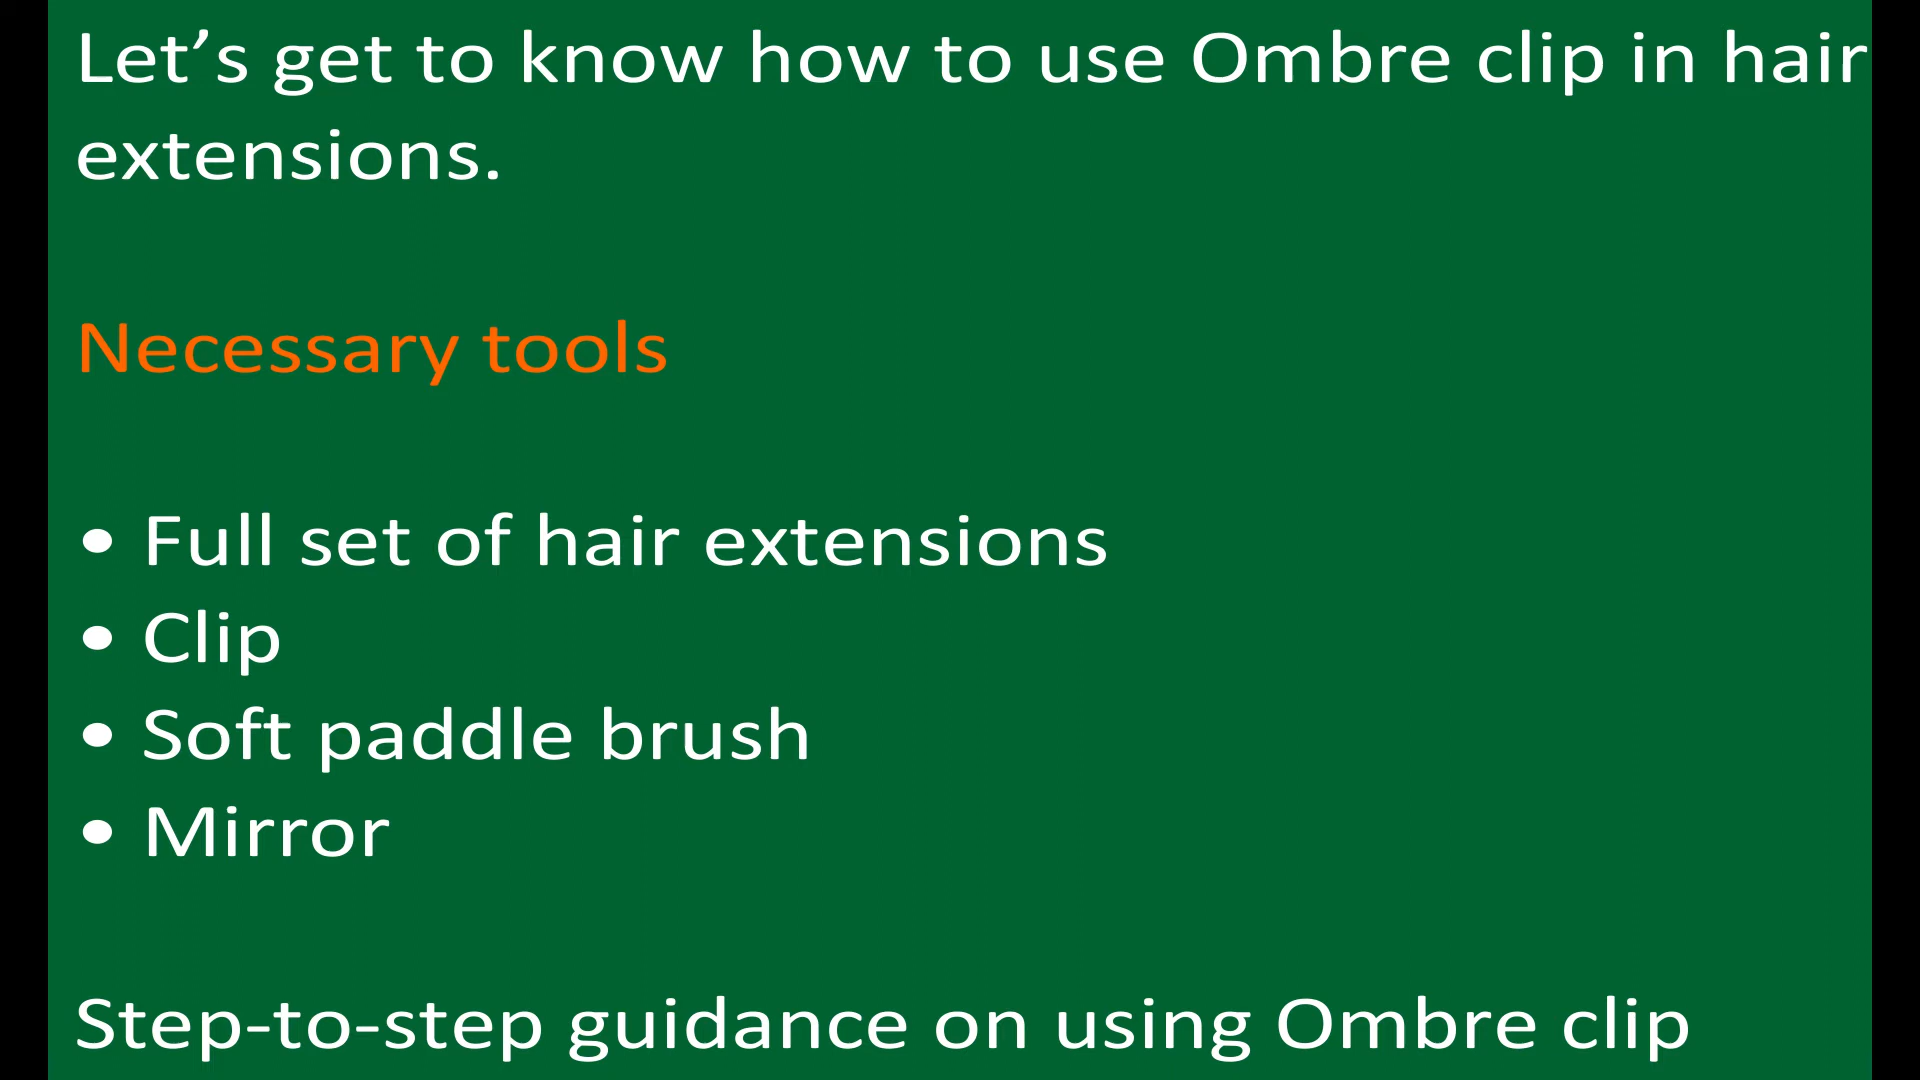 Let’s get to know how to use Ombre clip in hair
extensions.
Necessary tools
• Full set of hair extensions
• Clip
• Soft paddle brush
• Mirror
Step-to-step guidance on using Ombre clip